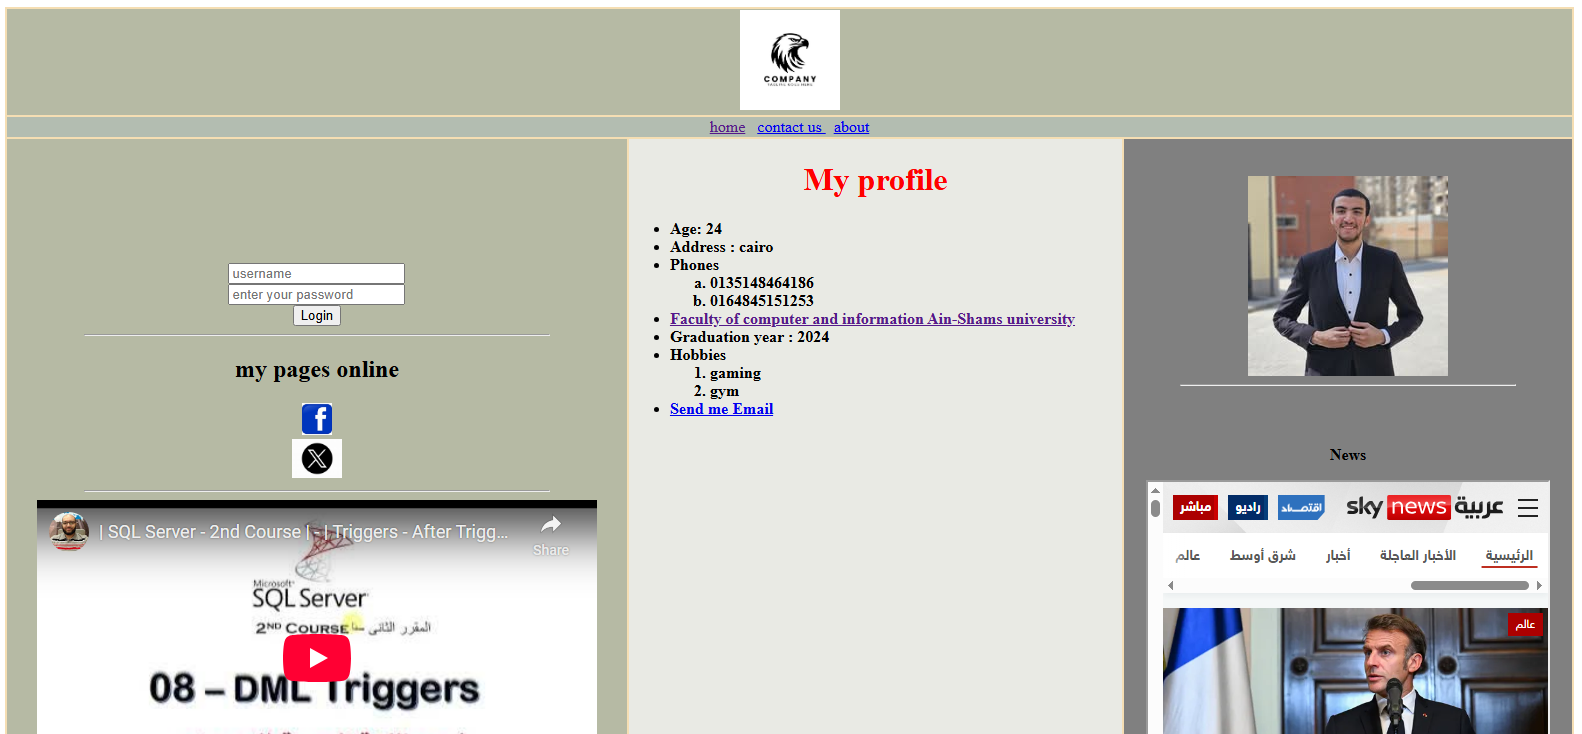 COMPANY
home contact us about
username
enter your password
Login
my pages online
| SQL Server - 2nd Course | - | Triggers - After Trigg...
Share
Microsoft
SQL Server
2ND COURSE المقرر الثانى
08 – DML Triggers
My profile
Age: 24
Address : cairo
Phones
a. 0135148464186
b. 0164845151253
Faculty of computer and information Ain-Shams university
Graduation year : 2024
Hobbies
1. gaming
2. gym
Send me Email
News
sky news عربية اقتصاد راديو مباشر
الرئيسية الأخبار العاجلة أخبار شرق أوسط عالم
عالم